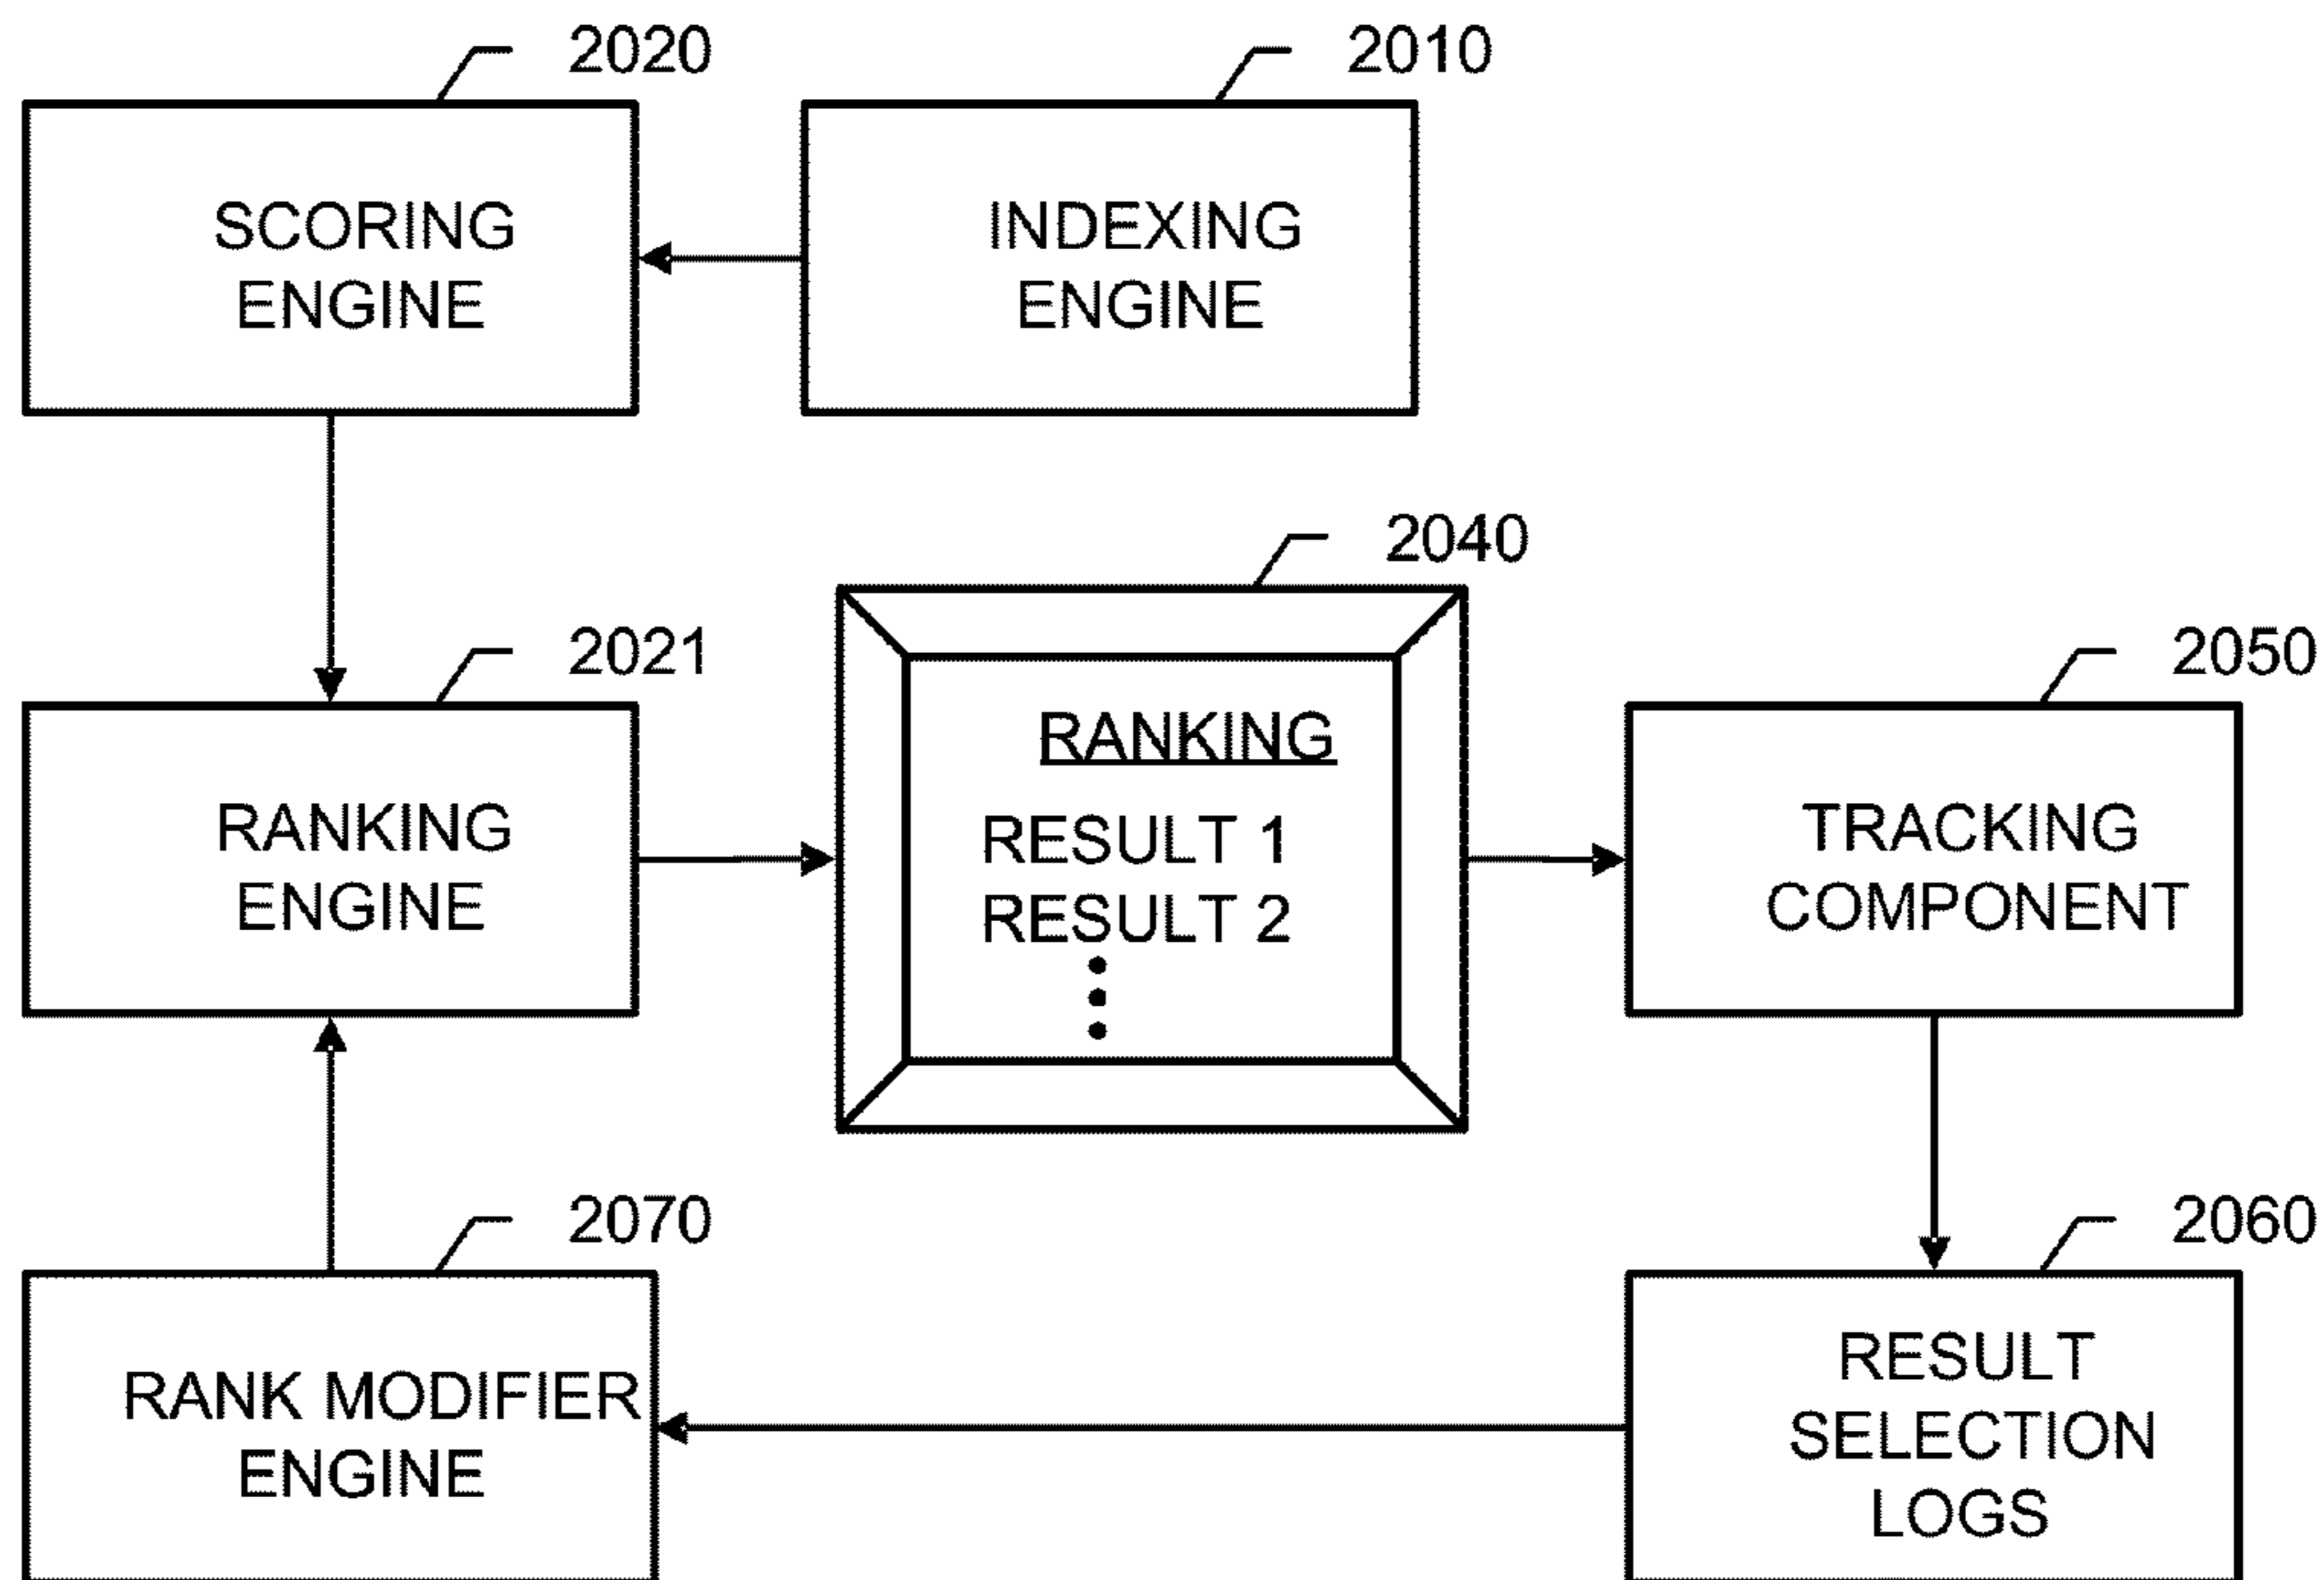 2020
2010
SCORING
ENGINE
INDEXING
ENGINE
2040
2021
2050
RANKING
ENGINE
RANKING
RESULT 1
RESULT 2
TRACKING
COMPONENT
2070
2060
RANK MODIFIER
ENGINE
RESULT
SELECTION
LOGS